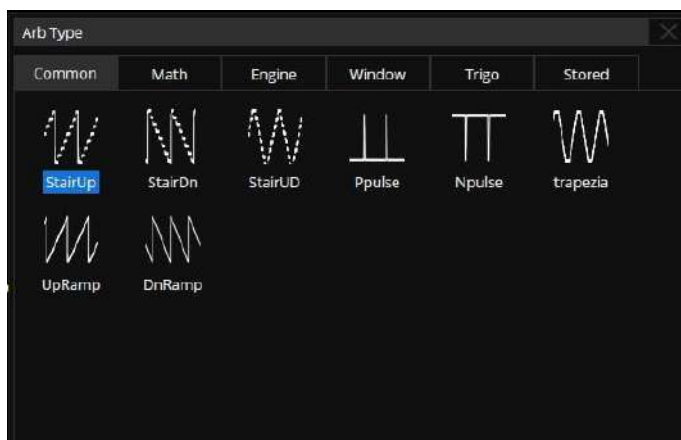 Arb Type
Common Math Engine Window Trigo Stored
StairUp StairDn StairUD Ppulse Npulse trapezia
UpRamp DnRamp